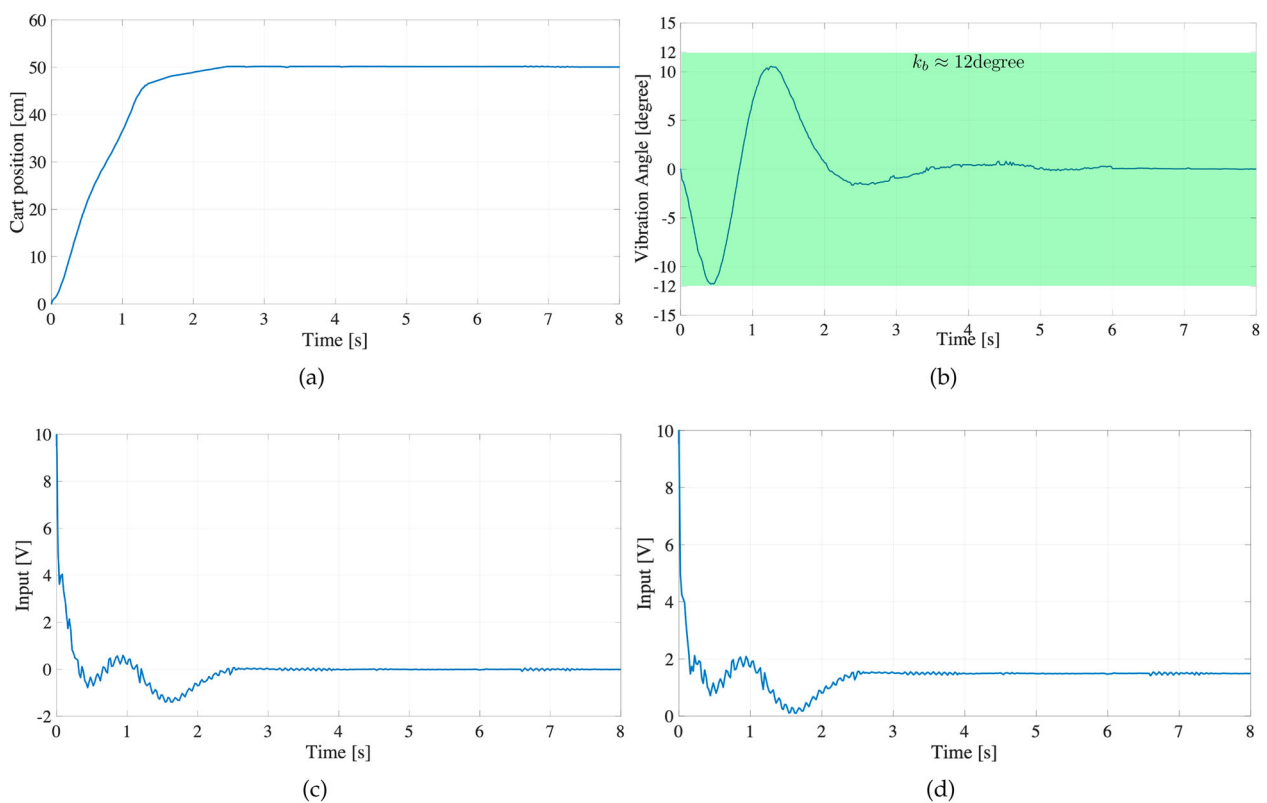 60
50
40
30
20
10
0
Cart position [cm]
0 1 2 3 4 5 6 7 8
Time [s]
(a)
15
12
10
5
0
-5
-10
-12
-15
Vibration Angle [degree]
k_b ≈ 12degree
0 1 2 3 4 5 6 7 8
Time [s]
(b)
10
8
6
4
2
0
-2
Input [V]
0 1 2 3 4 5 6 7 8
Time [s]
(c)
10
8
6
4
2
0
Input [V]
0 1 2 3 4 5 6 7 8
Time [s]
(d)